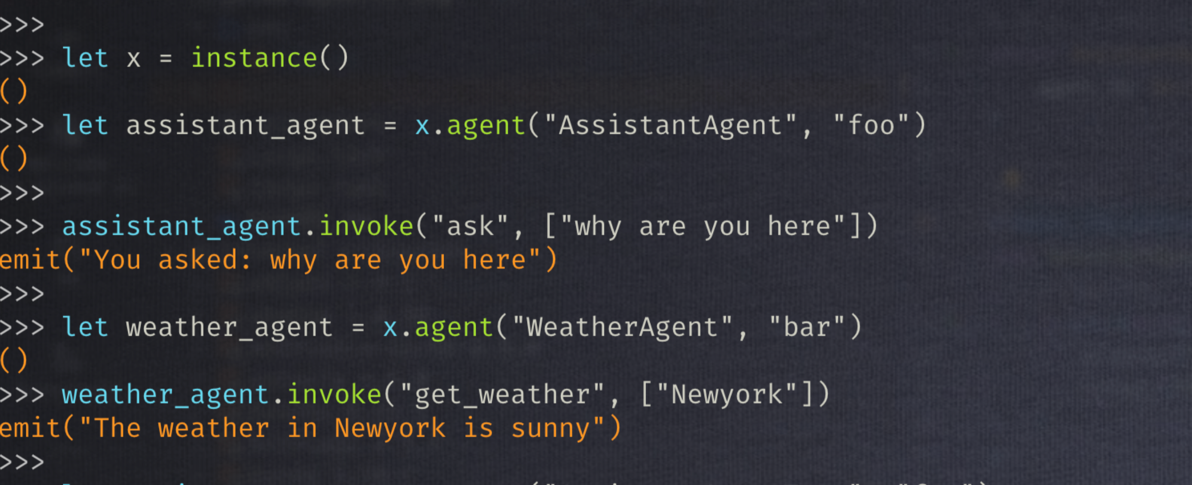 >>>
>>> let x = instance()
()
>>> let assistant_agent = x.agent("AssistantAgent", "foo")
()
>>>
>>> assistant_agent.invoke("ask", ["why are you here"])
emit("You asked: why are you here")
>>>
>>> let weather_agent = x.agent("WeatherAgent", "bar")
()
>>> weather_agent.invoke("get_weather", ["Newyork"])
emit("The weather in Newyork is sunny")
>>>